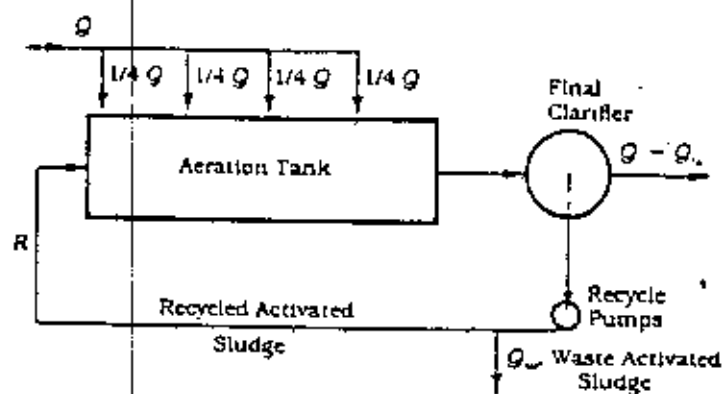 Q
1/4 Q 1/4 Q 1/4 Q 1/4 Q
Final
Clarifier
Q - Qw
Aeration Tank
R
Recycled Activated
Sludge
Recycle
Pumps
Qw, Waste Activated
Sludge